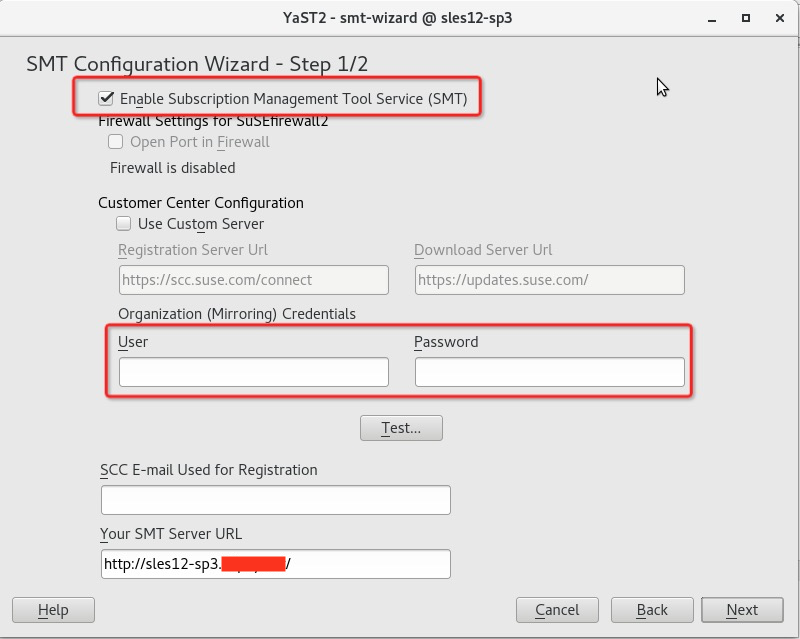 YaST2 - smt-wizard @ sles12-sp3
SMT Configuration Wizard - Step 1/2
Enable Subscription Management Tool Service (SMT)
Firewall Settings for SuSEfirewall2
Open Port in Firewall
Firewall is disabled
Customer Center Configuration
Use Custom Server
Registration Server Url Download Server Url
https://scc.suse.com/connect https://updates.suse.com/
Organization (Mirroring) Credentials
User Password
Test...
SCC E-mail Used for Registration
Your SMT Server URL
http://sles12-sp3. /
Help Cancel Back Next